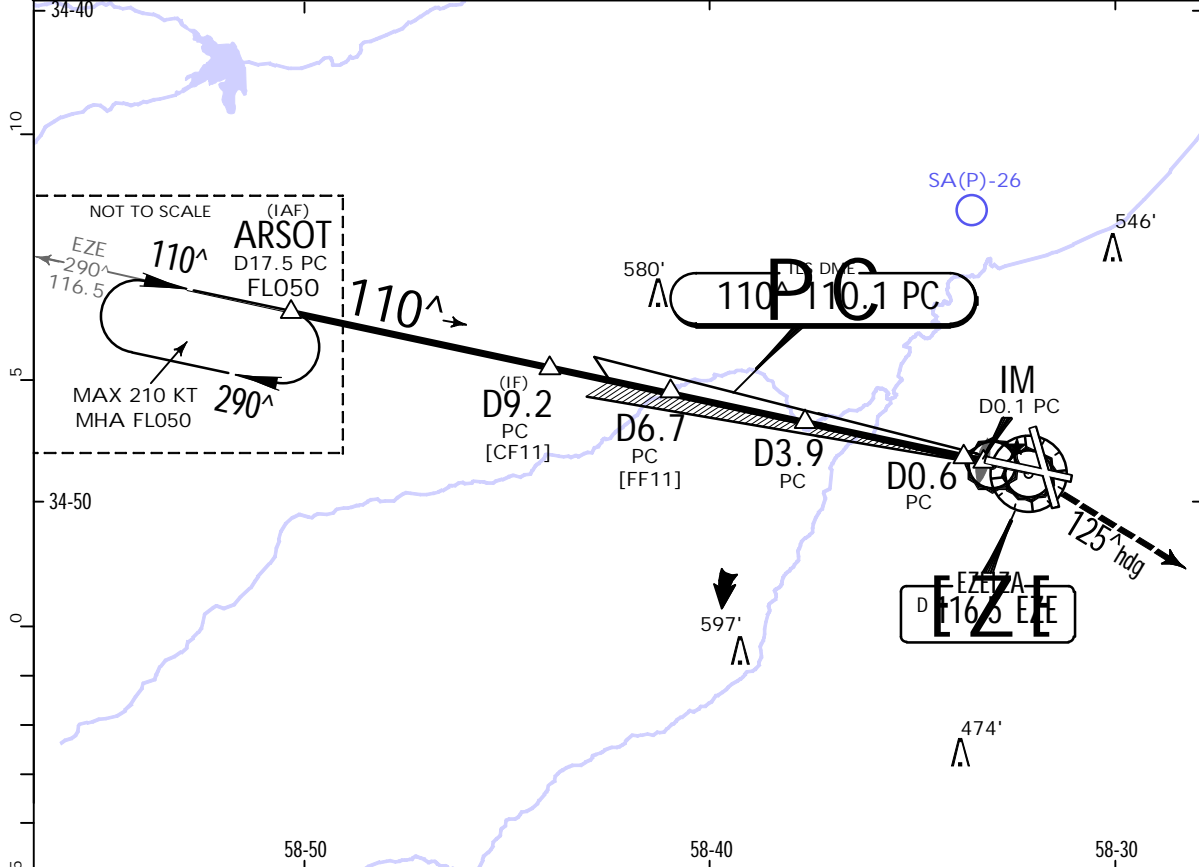 34-40
10
SA(P)-26
546'
NOT TO SCALE
(IAF)
ARSOT
D17.5 PC
FL050
EZE
290^
116.5
110^
110^
580'
110^ 110.1 PC
P C
MAX 210 KT
MHA FL050
290^
5
(IF)
D9.2
PC
[CF11]
D6.7
PC
[FF11]
D3.9
PC
D0.6
PC
IM
D0.1 PC
34-50
125^hdg
EZEIZA
D 116.5 EZE
597'
0
474'
5
58-50
58-40
58-30